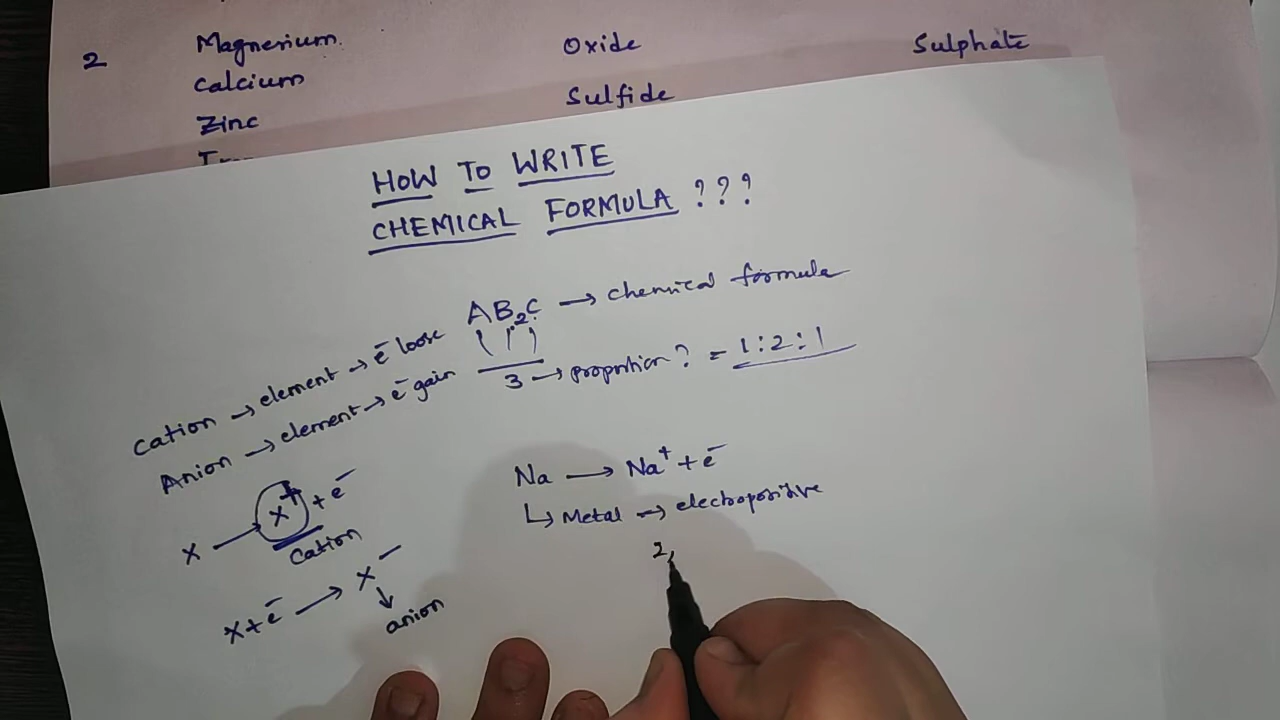 2 Magnesium Oxide Sulphate
Calcium Sulfide
Zinc
HOW TO WRITE
CHEMICAL FORMULA ???
AB₂C → chemical formula
3 → proportion? = 1:2:1
Cation → element → e⁻ loose
Anion → element → e⁻ gain
X → X⁺ + e⁻
Cation
X + e⁻ → X⁻
anion
Na → Na⁺ + e⁻
↳ Metal → electropositive
2,